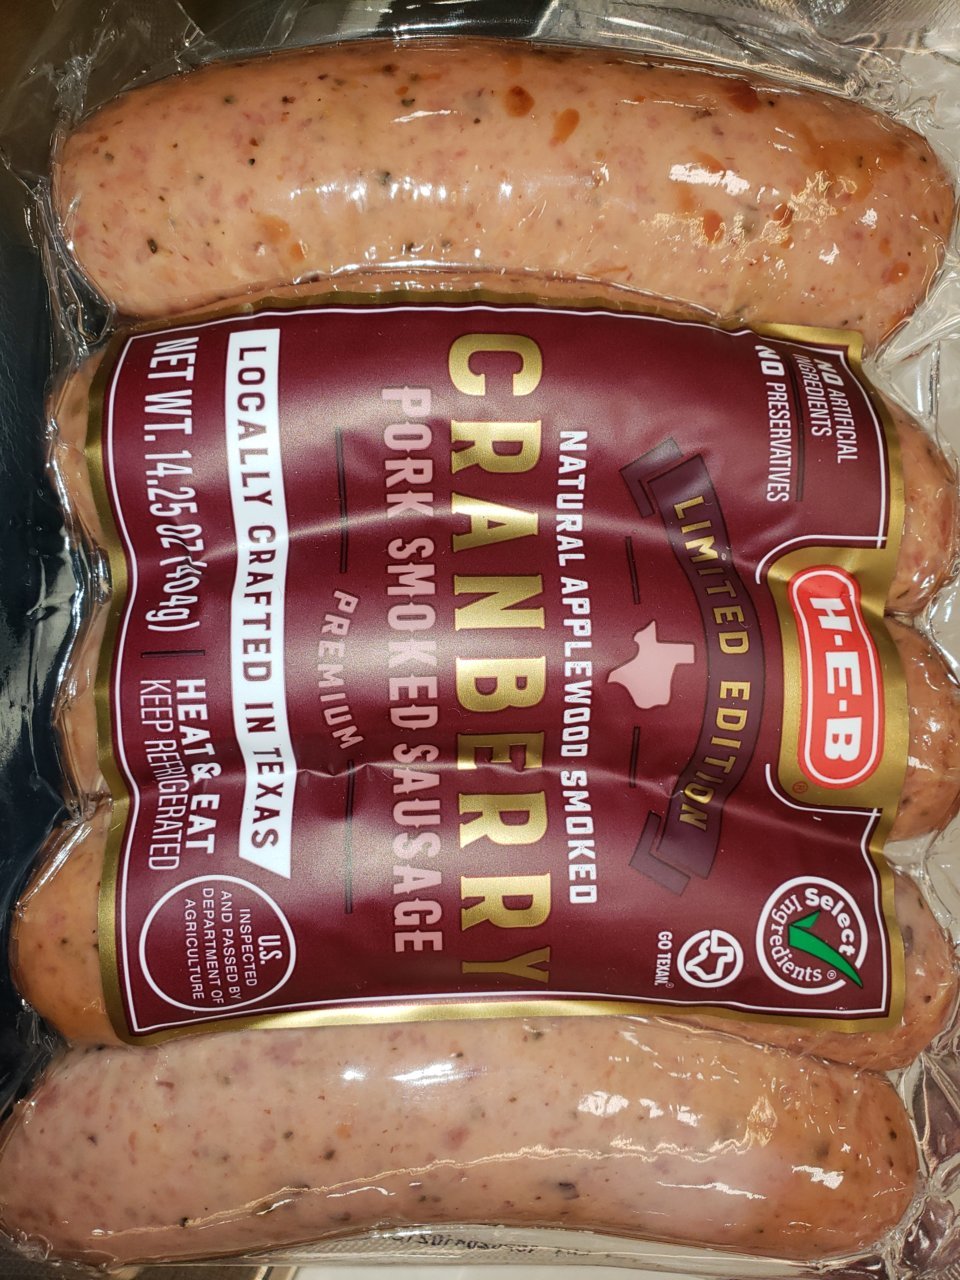 H-E-B®
NO ARTIFICIAL
INGREDIENTS
NO PRESERVATIVES
Select
Ingredients®
GO TEXAN®
LIMITED EDITION
NATURAL APPLEWOOD SMOKED
CRANBERRY
PORK SMOKED SAUSAGE
PREMIUM
LOCALLY CRAFTED IN TEXAS
NET WT. 14.25 OZ (404g) | HEAT & EAT
KEEP REFRIGERATED
U.S.
INSPECTED
AND PASSED BY
DEPARTMENT OF
AGRICULTURE